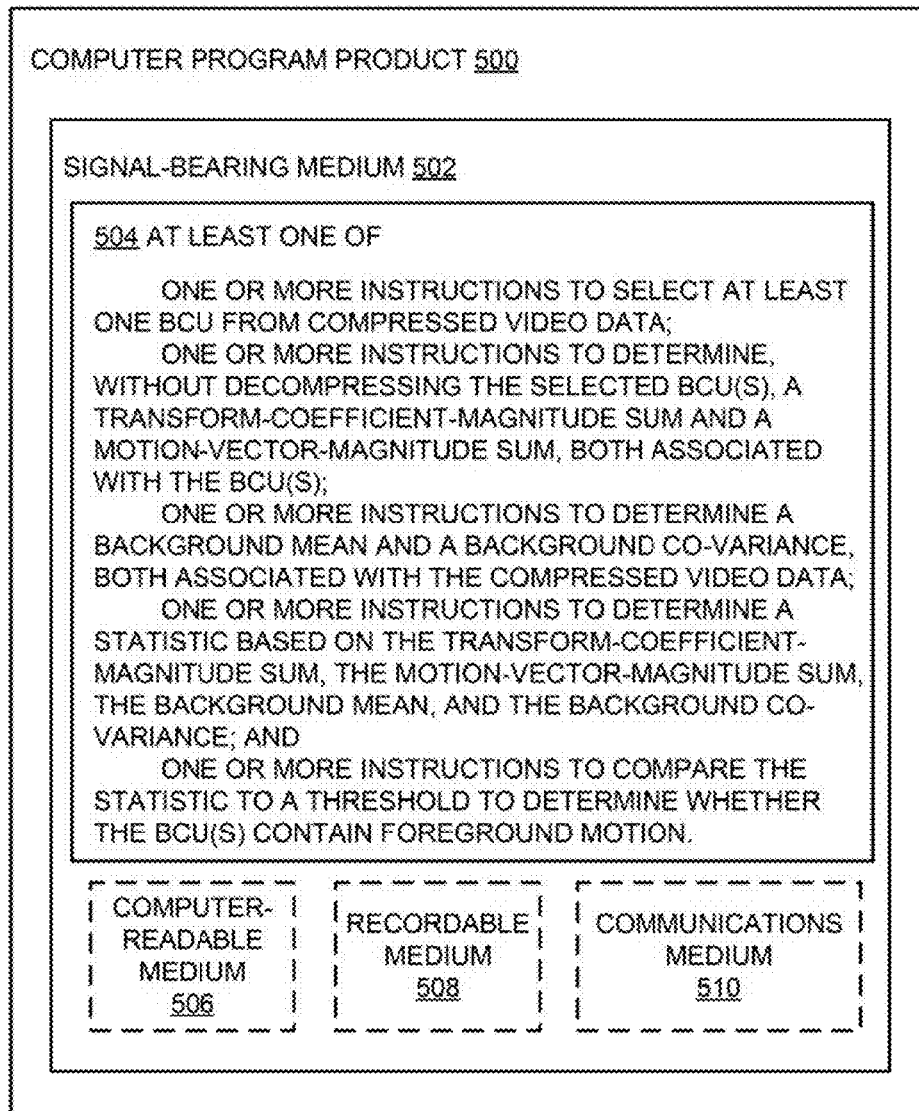 COMPUTER PROGRAM PRODUCT 500
SIGNAL-BEARING MEDIUM 502
504 AT LEAST ONE OF
ONE OR MORE INSTRUCTIONS TO SELECT AT LEAST
ONE BCU FROM COMPRESSED VIDEO DATA;
ONE OR MORE INSTRUCTIONS TO DETERMINE,
WITHOUT DECOMPRESSING THE SELECTED BCU(S), A
TRANSFORM-COEFFICIENT-MAGNITUDE SUM AND A
MOTION-VECTOR-MAGNITUDE SUM, BOTH ASSOCIATED
WITH THE BCU(S);
ONE OR MORE INSTRUCTIONS TO DETERMINE A
BACKGROUND MEAN AND A BACKGROUND CO-VARIANCE,
BOTH ASSOCIATED WITH THE COMPRESSED VIDEO DATA;
ONE OR MORE INSTRUCTIONS TO DETERMINE A
STATISTIC BASED ON THE TRANSFORM-COEFFICIENT-
MAGNITUDE SUM, THE MOTION-VECTOR-MAGNITUDE SUM,
THE BACKGROUND MEAN, AND THE BACKGROUND CO-
VARIANCE; AND
ONE OR MORE INSTRUCTIONS TO COMPARE THE
STATISTIC TO A THRESHOLD TO DETERMINE WHETHER
THE BCU(S) CONTAIN FOREGROUND MOTION.
COMPUTER-
READABLE
MEDIUM
506
RECORDABLE
MEDIUM
508
COMMUNICATIONS
MEDIUM
510